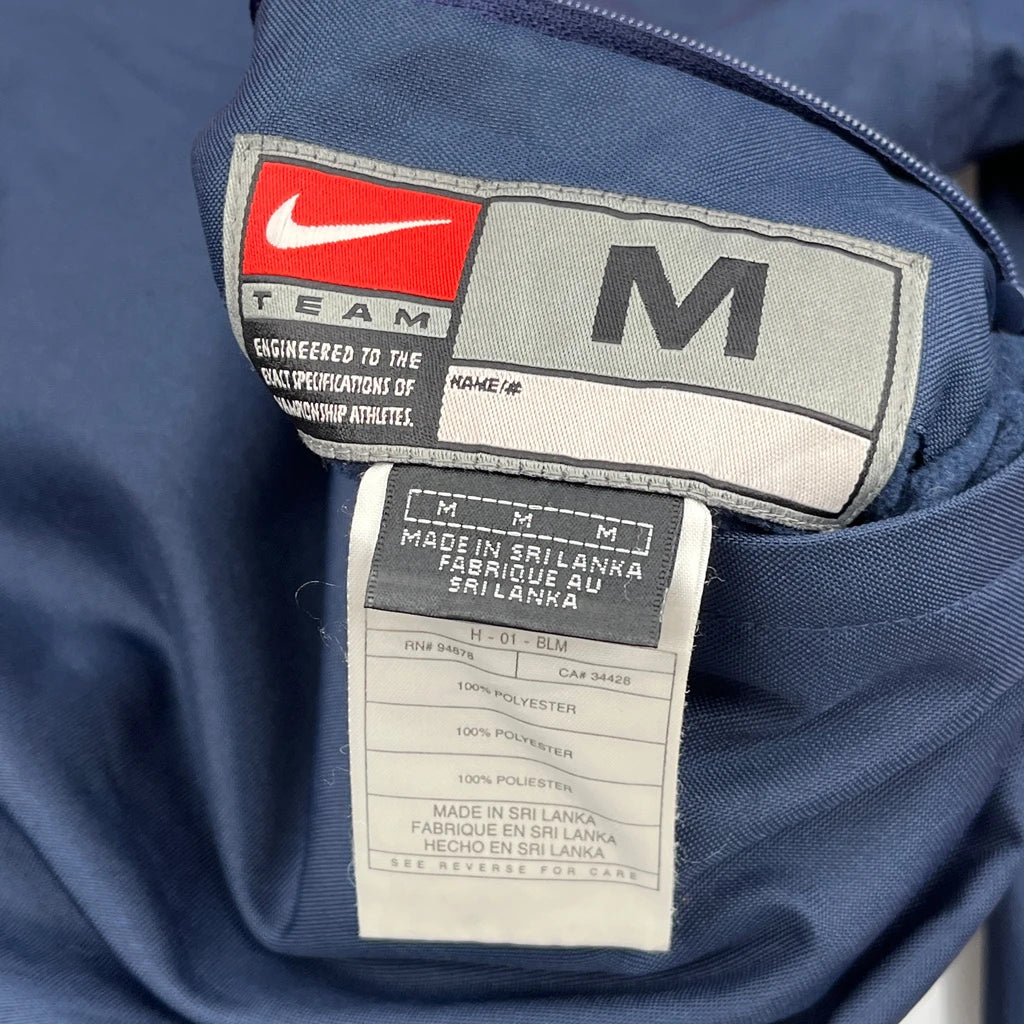 M
TEAM
ENGINEERED TO THE
EXACT SPECIFICATIONS OF
CHAMPIONSHIP ATHLETES.
NAME/#
M M M
MADE IN SRI LANKA
FABRIQUE AU
SRI LANKA
H - 01 - BLM
RN# 94878
CA# 34428
100% POLYESTER
100% POLYESTER
100% POLIESTER
MADE IN SRI LANKA
FABRIQUE EN SRI LANKA
HECHO EN SRI LANKA
SEE REVERSE FOR CARE